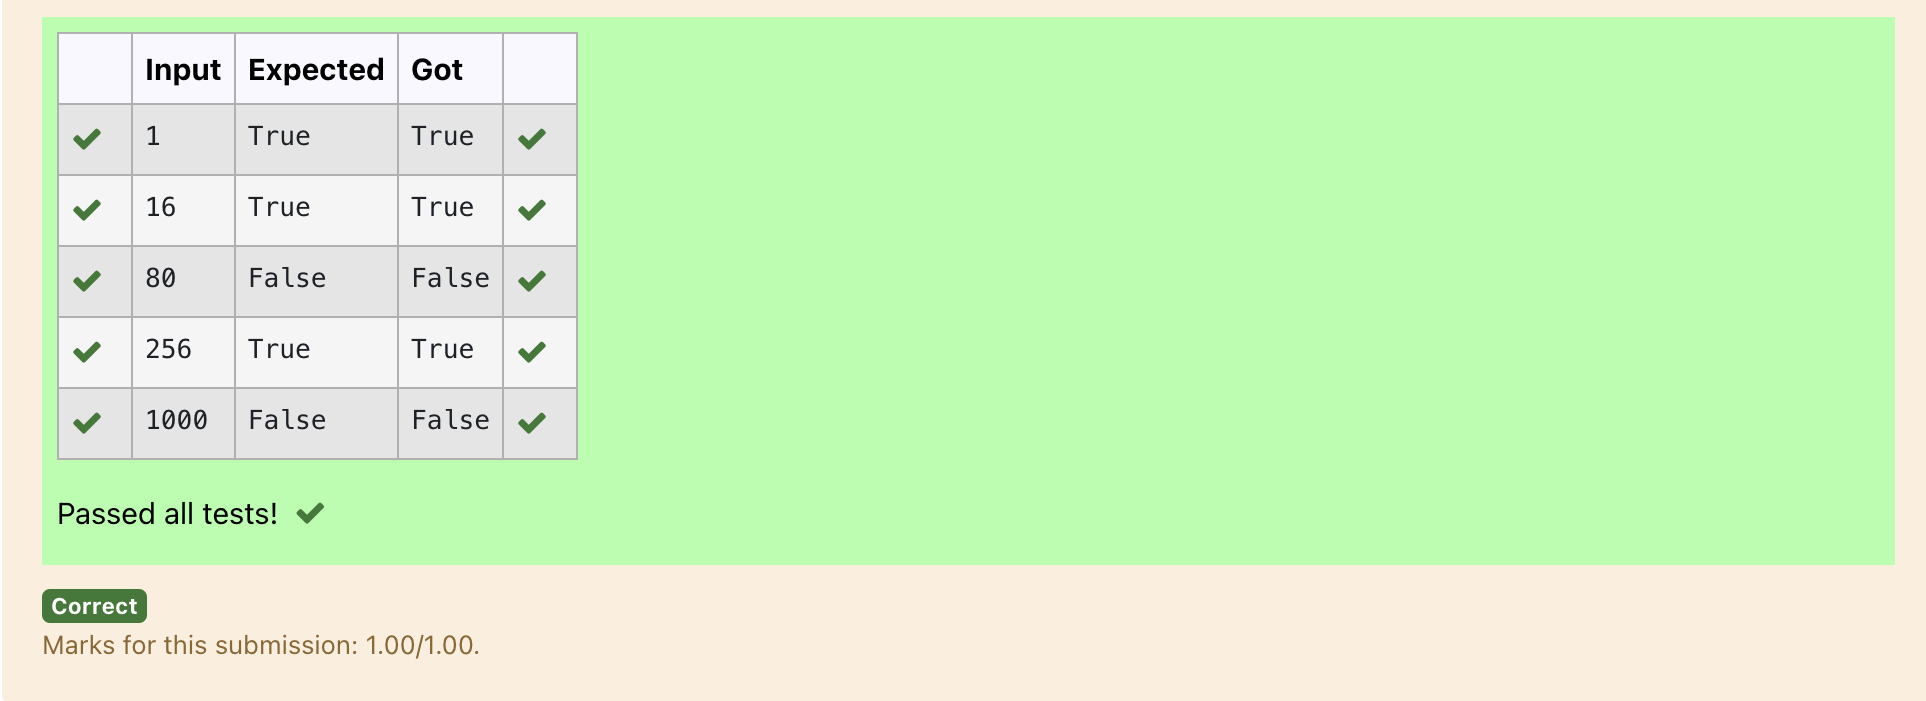 Input Expected Got
1 True True
16 True True
80 False False
256 True True
1000 False False
Passed all tests!
Correct
Marks for this submission: 1.00/1.00.